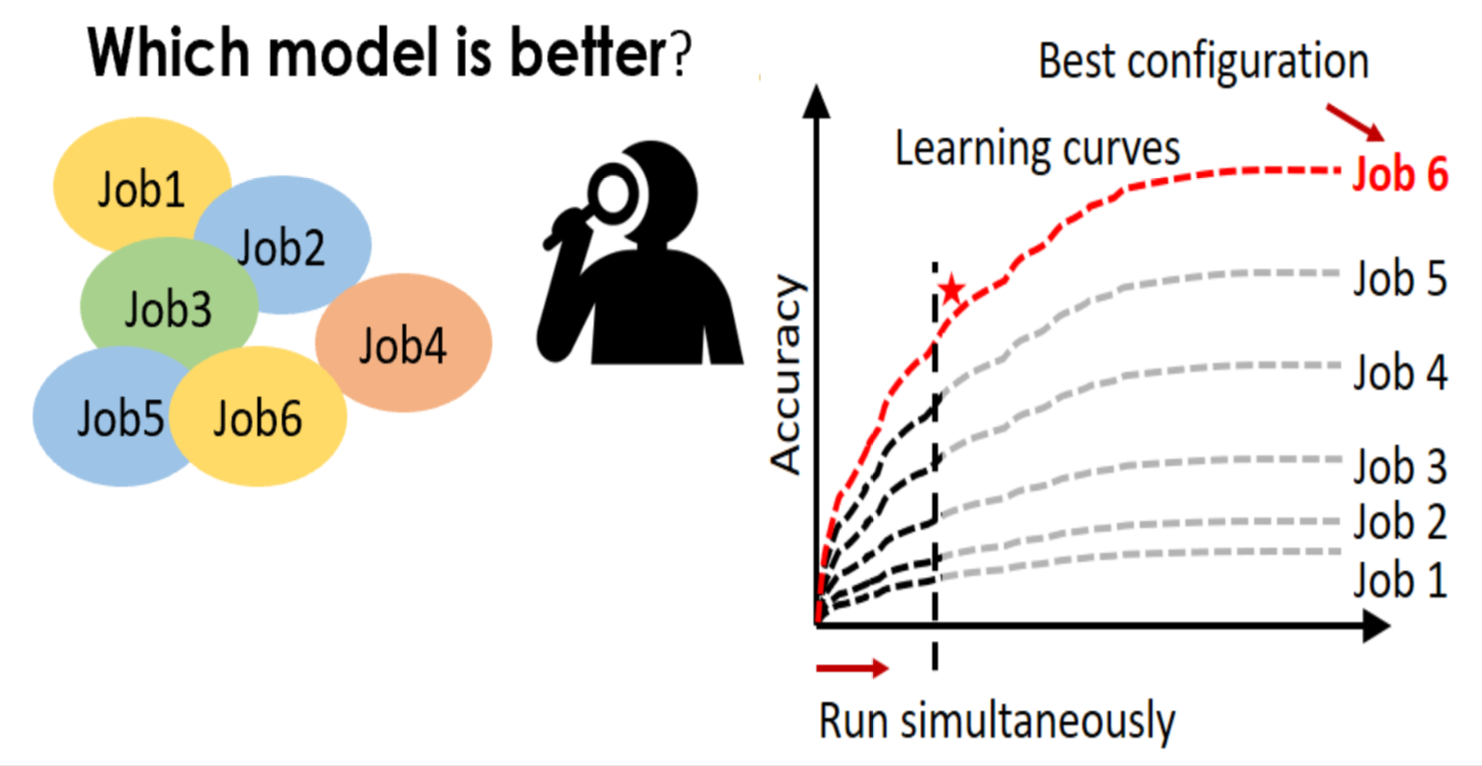 Which model is better?
Job1
Job2
Job3
Job4
Job5
Job6
Best configuration
Learning curves
Job 6
Job 5
Job 4
Job 3
Job 2
Job 1
Accuracy
Run simultaneously